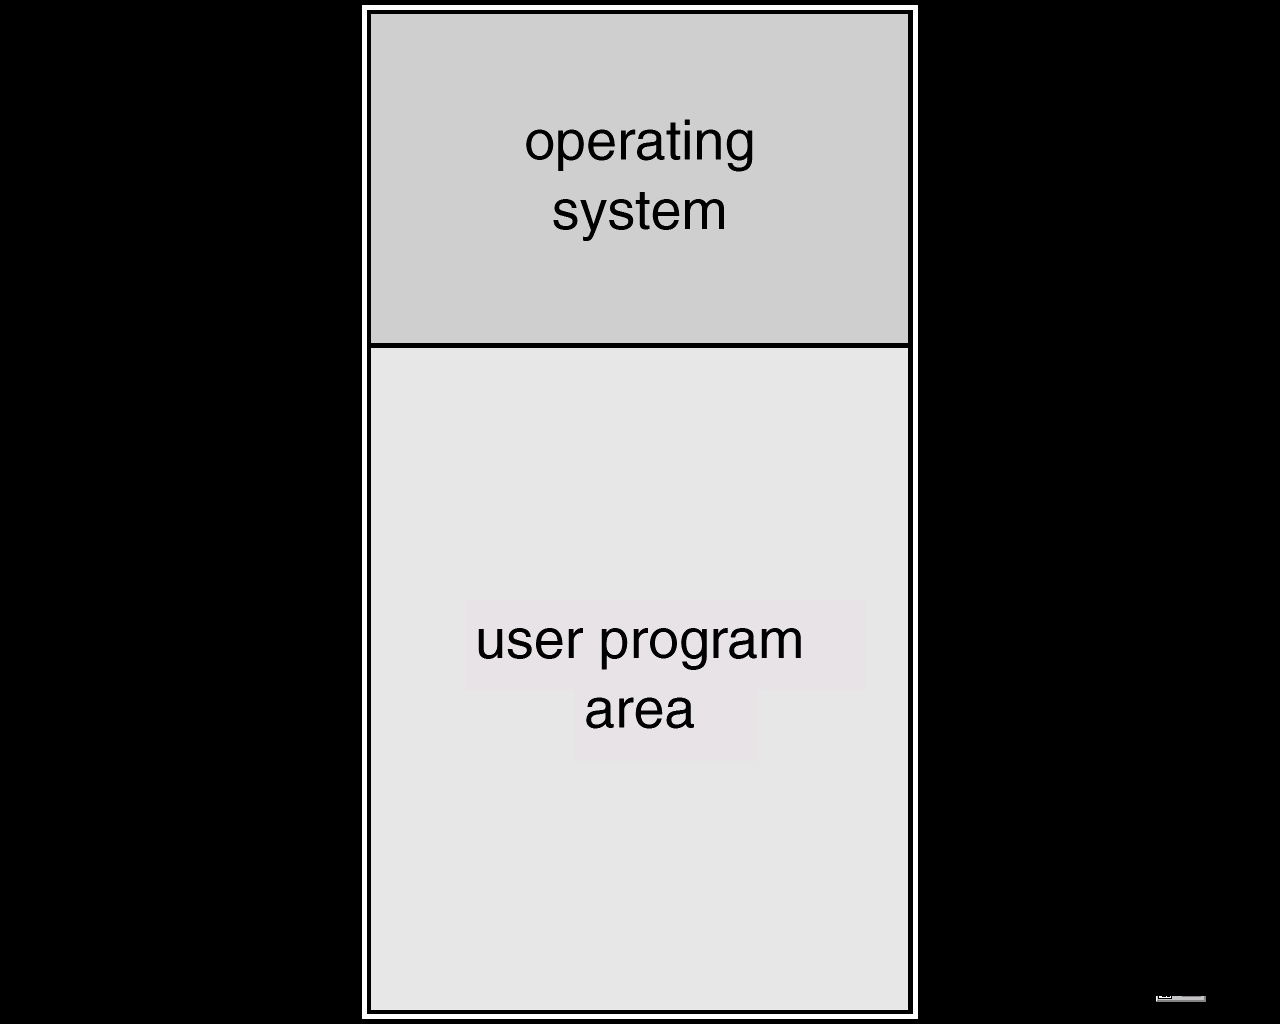 operating
system
user program
area